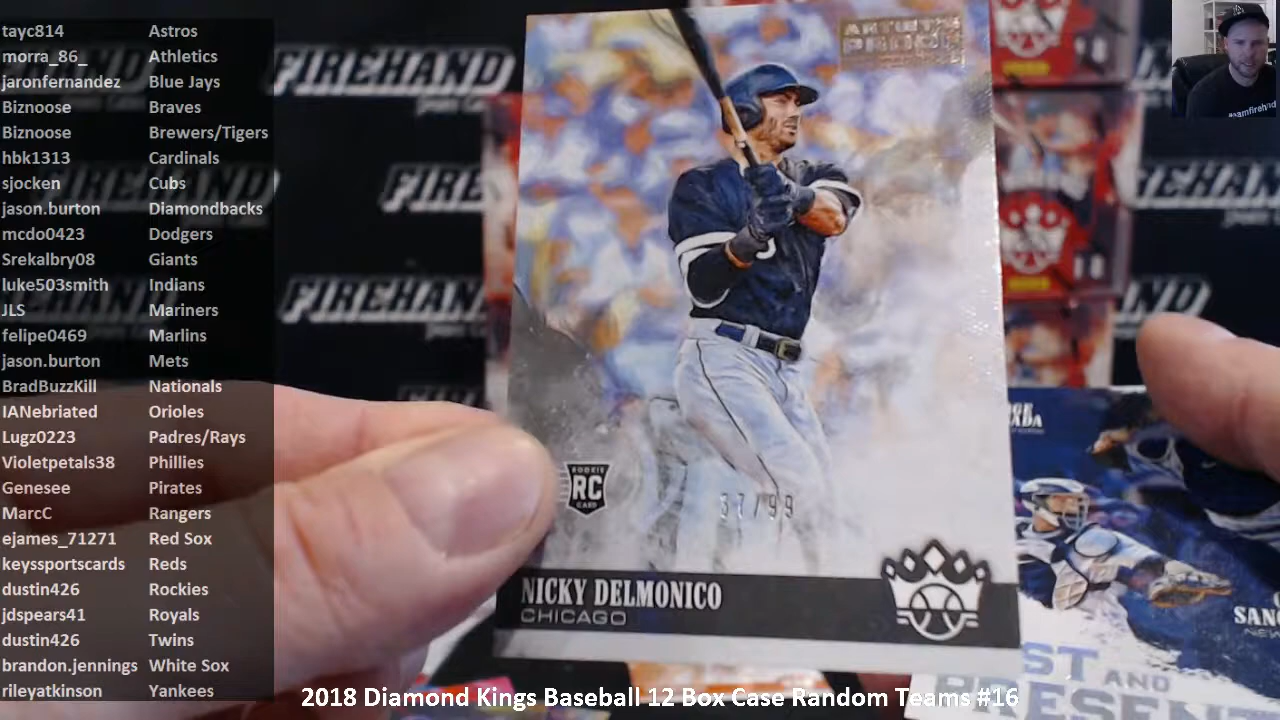 tayc814 Astros
morra_86_ Athletics
jaronfernandez Blue Jays
Biznoose Braves
Biznoose Brewers/Tigers
hbk1313 Cardinals
sjocken Cubs
jason.burton Diamondbacks
mcdo0423 Dodgers
Srekalbry08 Giants
luke503smith Indians
JLS Mariners
felipe0469 Marlins
jason.burton Mets
BradBuzzKill Nationals
IANebriated Orioles
Lugz0223 Padres/Rays
Violetpetals38 Phillies
Genesee Pirates
MarcC Rangers
ejames_71271 Red Sox
keyssportscards Reds
dustin426 Rockies
jdspears41 Royals
dustin426 Twins
brandon.jennings White Sox
rileyatkinson Yankees
FIREHAND
FIREHAND
FIREHAND
ARTIST'S
PROOF
ROOKIE
RC
CARD
37/99
NICKY DELMONICO
CHICAGO
AND
PRESENT
2018 Diamond Kings Baseball 12 Box Case Random Teams #16